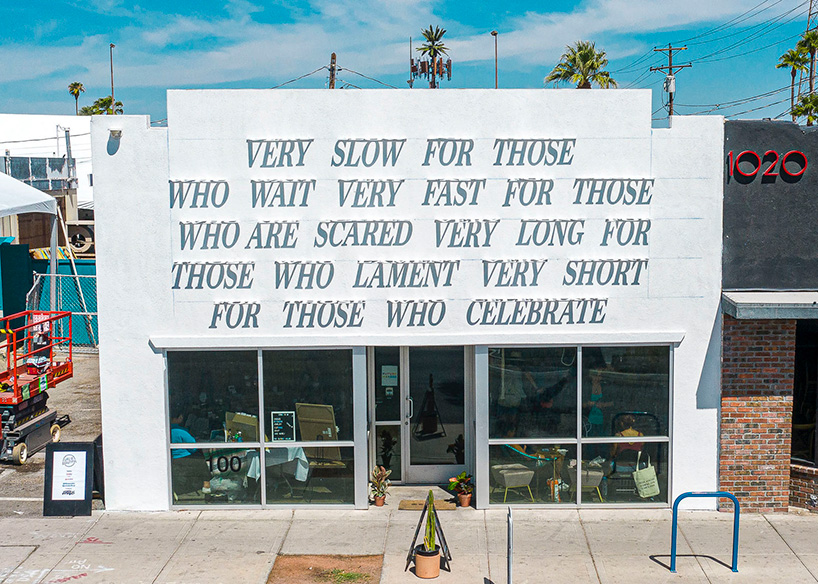 VERY SLOW FOR THOSE
WHO WAIT VERY FAST FOR THOSE
WHO ARE SCARED VERY LONG FOR
THOSE WHO LAMENT VERY SHORT
FOR THOSE WHO CELEBRATE
1020
100